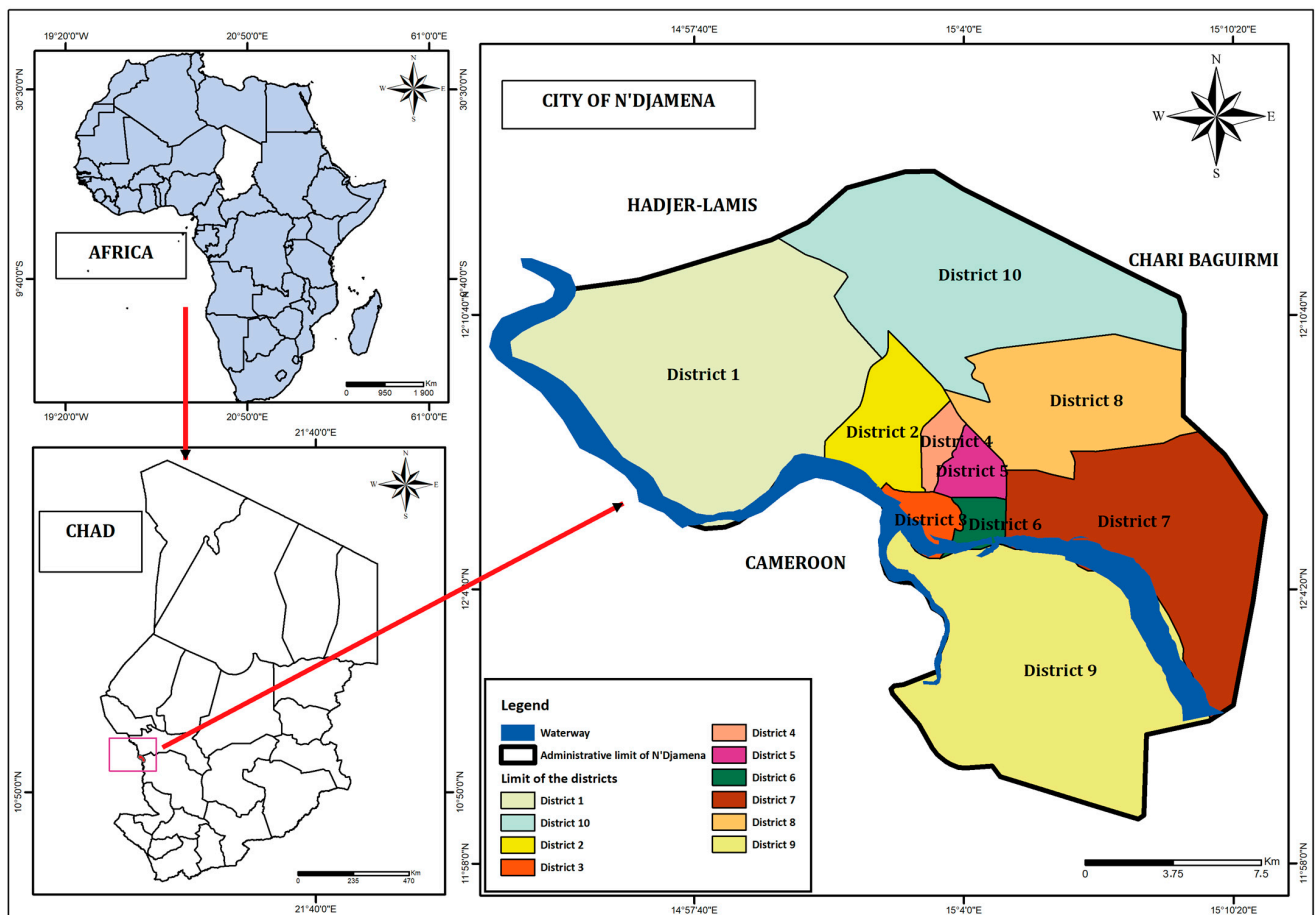 19°20'0"W
20°50'0"E
61°0'0"E
30°30'0"N
30°30'0"N
N
W
E
S
AFRICA
9°40'0"S
9°40'0"S
Km
0
950
1 900
19°20'0"W
20°50'0"E
61°0'0"E
21°40'0"E
N
W
E
S
CHAD
10°50'0"N
10°50'0"N
Km
0
235
470
21°40'0"E
14°57'40"E
15°4'0"E
15°10'20"E
CITY OF N'DJAMENA
N
W
E
S
HADJER-LAMIS
CHARI BAGUIRMI
12°10'40"N
12°10'40"N
District 10
District 1
District 8
District 2
District 4
District 5
District 3
District 6
District 7
CAMEROON
12°4'20"N
12°4'20"N
District 9
Legend
Waterway
Administrative limit of N'Djamena
Limit of the districts
District 1
District 10
District 2
District 3
District 4
District 5
District 6
District 7
District 8
District 9
Km
0
3.75
7.5
11°58'0"N
11°58'0"N
14°57'40"E
15°4'0"E
15°10'20"E